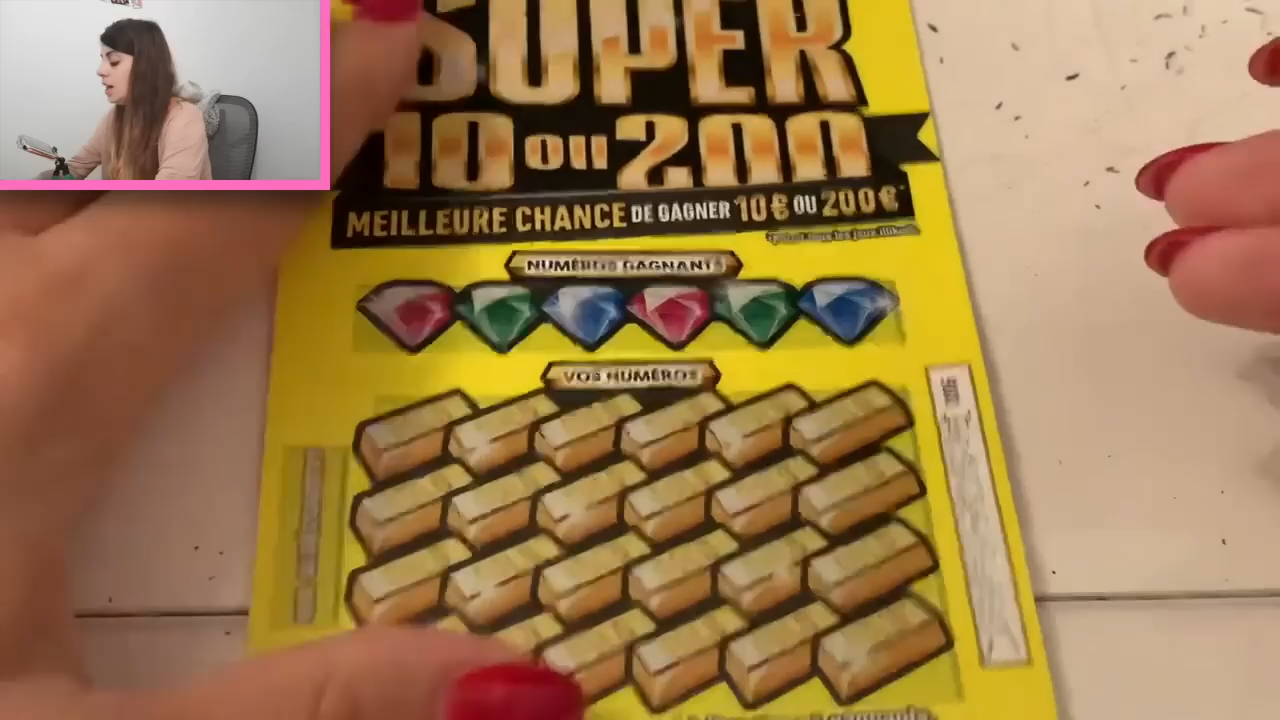 SUPER
10 ou 200
MEILLEURE CHANCE DE GAGNER 10€ OU 200€*
NUMÉROS GAGNANTS
VOS NUMÉROS